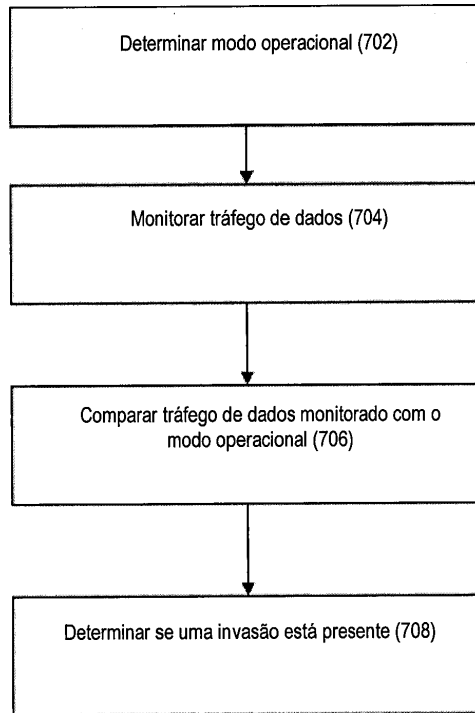 Determinar modo operacional (702)
Monitorar tráfego de dados (704)
Comparar tráfego de dados monitorado com o
modo operacional (706)
Determinar se uma invasão está presente (708)